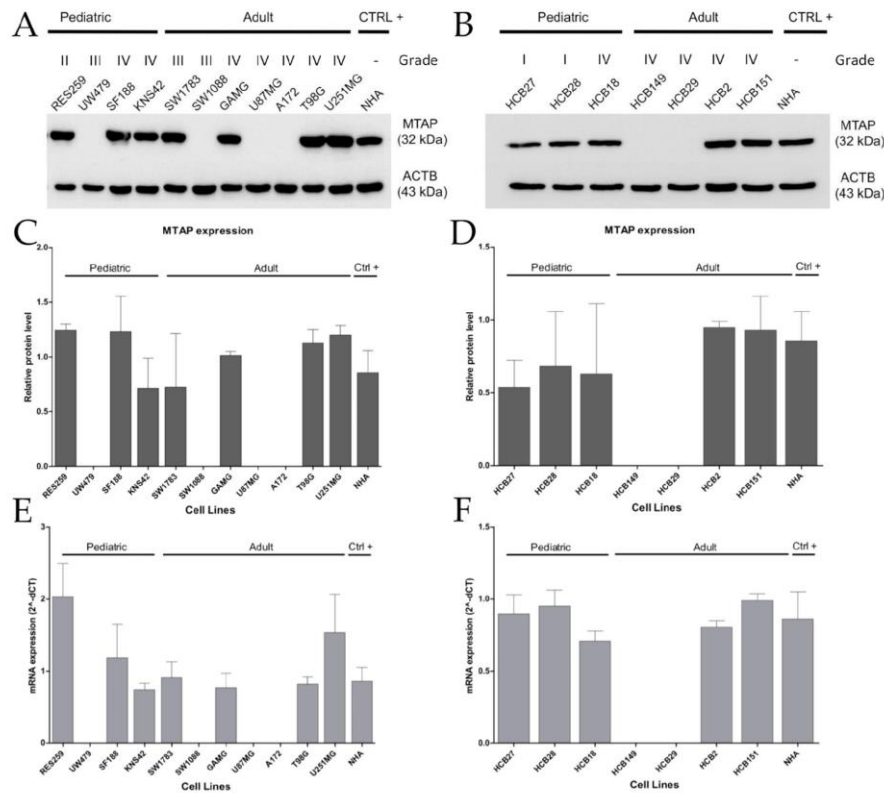 A
Pediatric Adult CTRL +
II III IV IV III III IV IV IV IV IV - Grade
RES259 UW479 SF188 KNS42 SW1783 SW1088 GAMG U87MG A172 T98G U251MG NHA
MTAP
(32 kDa)
ACTB
(43 kDa)
B
Pediatric Adult CTRL +
I I IV IV IV IV IV - Grade
HCB27 HCB28 HCB18 HCB149 HCB29 HCB2 HCB151 NHA
MTAP
(32 kDa)
ACTB
(43 kDa)
C
MTAP expression
Pediatric Adult Ctrl +
Relative protein level
2.0
1.5
1.0
0.5
0.0
RES259 UW479 SF188 KNS42 SW1783 SW1088 GAMG U87MG A172 T98G U251MG NHA
Cell Lines
D
MTAP expression
Pediatric Adult Ctrl +
Relative protein level
1.5
1.0
0.5
0.0
HCB27 HCB28 HCB18 HCB149 HCB29 HCB2 HCB151 NHA
Cell Lines
E
Pediatric Adult Ctrl +
mRNA expression (2^-dCT)
3
2
1
0
RES259 UW479 SF188 KNS42 SW1783 SW1088 GAMG U87MG A172 T98G U251MG NHA
Cell Lines
F
Pediatric Adult Ctrl +
mRNA expression (2^-dCT)
1.5
1.0
0.5
0.0
HCB27 HCB28 HCB18 HCB149 HCB29 HCB2 HCB151 NHA
Cell Lines